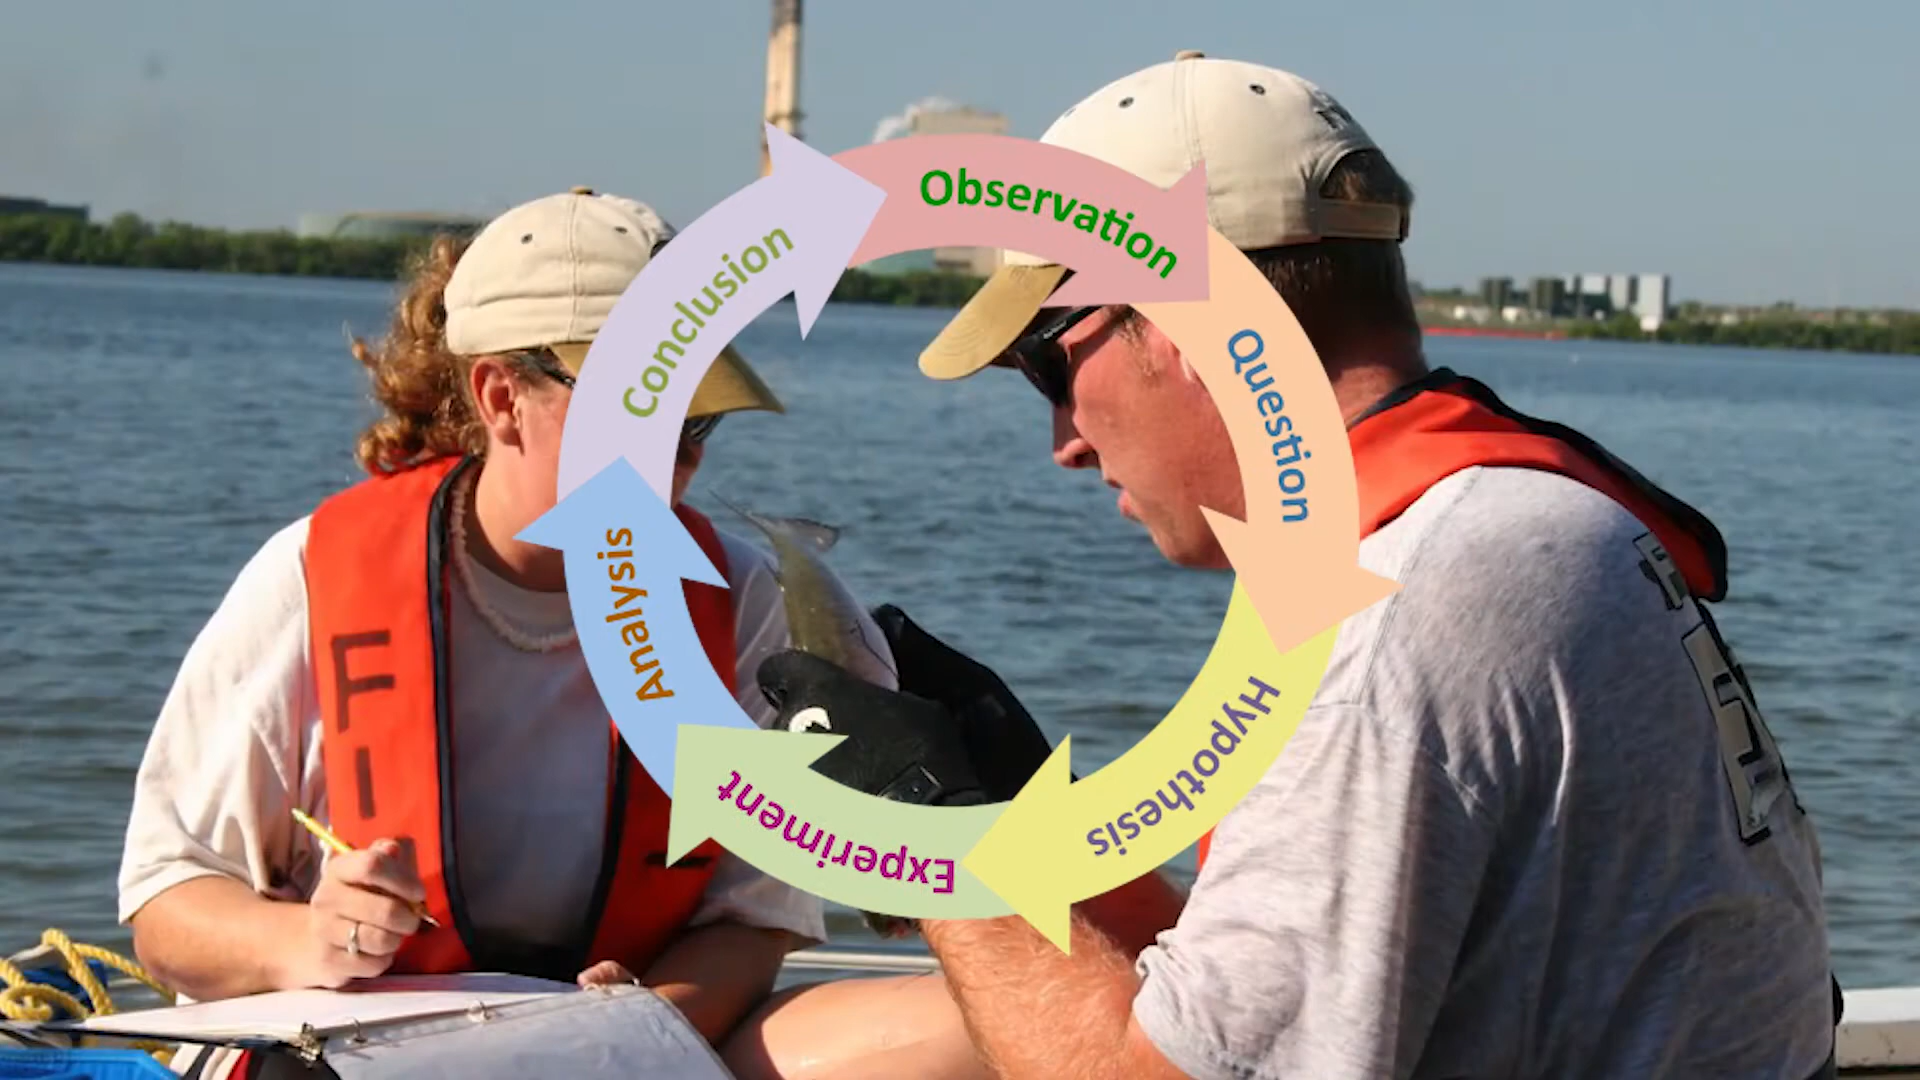 Observation
Question
Hypothesis
Experiment
Analysis
Conclusion